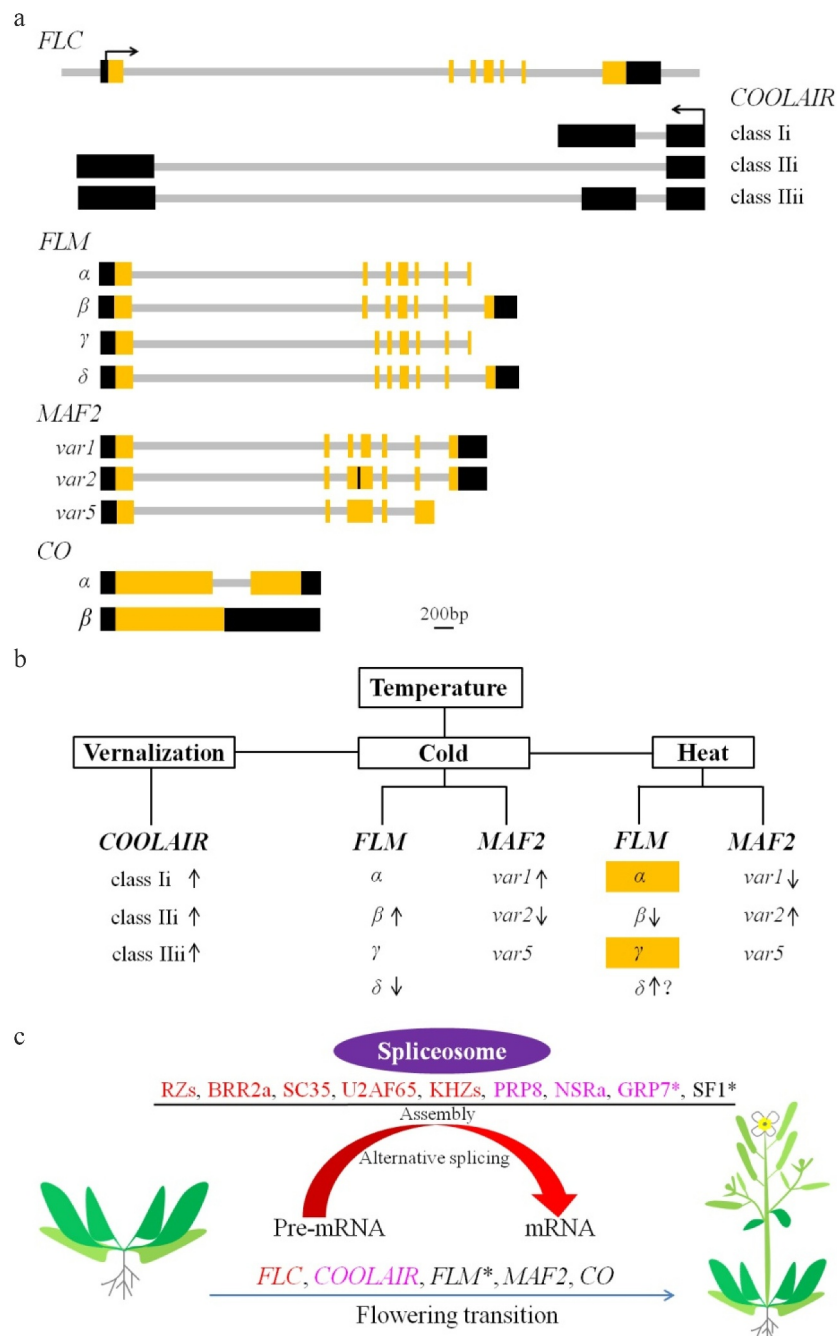 a
FLC
COOLAIR
class Ii
class IIi
class IIii
FLM
α
β
γ
δ
MAF2
var1
var2
var5
CO
α
β
200bp
b
Temperature
Vernalization Cold Heat
COOLAIR FLM MAF2 FLM MAF2
class Ii ↑ α var1 ↑ α var1 ↓
class IIi ↑ β ↑ var2 ↓ β ↓ var2 ↑
class IIii ↑ γ var5 γ var5
δ ↓ δ ↑?
c
Spliceosome
RZs, BRR2a, SC35, U2AF65, KHZs, PRP8, NSRa, GRP7*, SF1*
Assembly
Alternative splicing
Pre-mRNA mRNA
FLC, COOLAIR, FLM*, MAF2, CO
Flowering transition